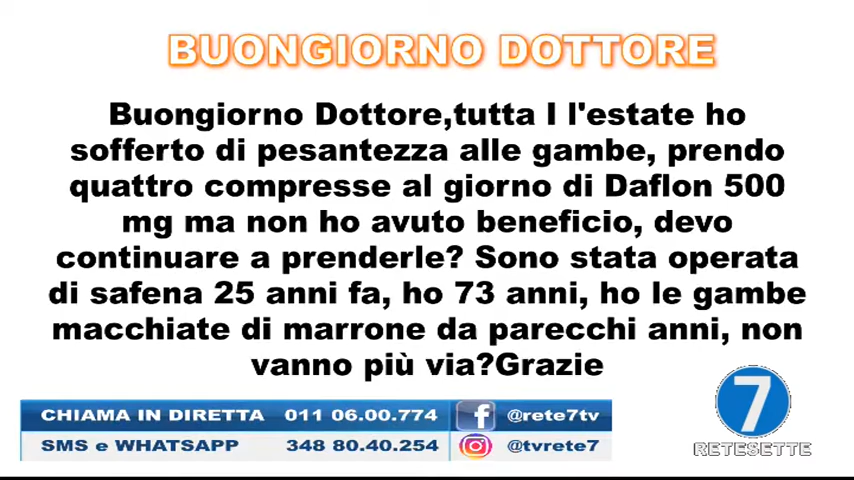 BUONGIORNO DOTTORE
Buongiorno Dottore,tutta l l'estate ho
sofferto di pesantezza alle gambe, prendo
quattro compresse al giorno di Daflon 500
mg ma non ho avuto beneficio, devo
continuare a prenderle? Sono stata operata
di safena 25 anni fa, ho 73 anni, ho le gambe
macchiate di marrone da parecchi anni, non
vanno più via?Grazie
CHIAMA IN DIRETTA 011 06.00.774 @rete7tv
SMS e WHATSAPP 348 80.40.254 @tvrete7
7
RETESETTE